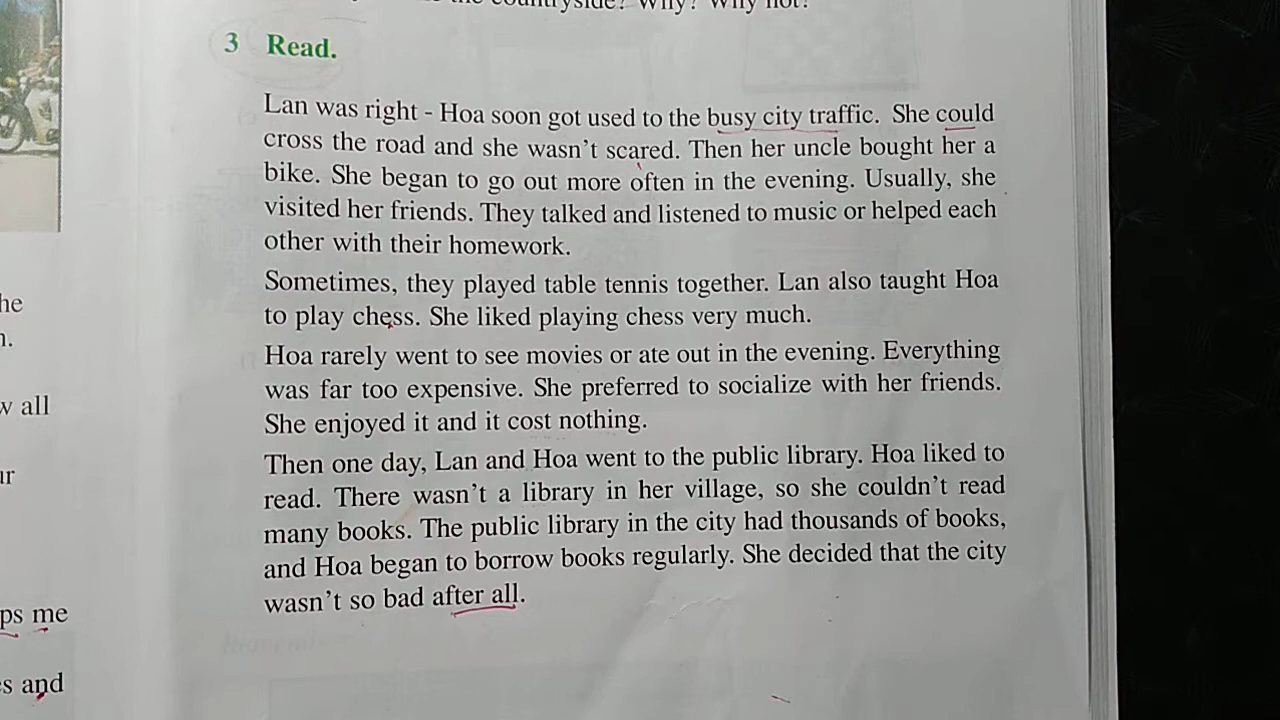 countryside? Why? Why not?
3 Read.
Lan was right - Hoa soon got used to the busy city traffic. She could
cross the road and she wasn't scared. Then her uncle bought her a
bike. She began to go out more often in the evening. Usually, she
visited her friends. They talked and listened to music or helped each
other with their homework.
Sometimes, they played table tennis together. Lan also taught Hoa
to play chess. She liked playing chess very much.
Hoa rarely went to see movies or ate out in the evening. Everything
was far too expensive. She preferred to socialize with her friends.
She enjoyed it and it cost nothing.
Then one day, Lan and Hoa went to the public library. Hoa liked to
read. There wasn't a library in her village, so she couldn't read
many books. The public library in the city had thousands of books,
and Hoa began to borrow books regularly. She decided that the city
wasn't so bad after all.
all
me
and